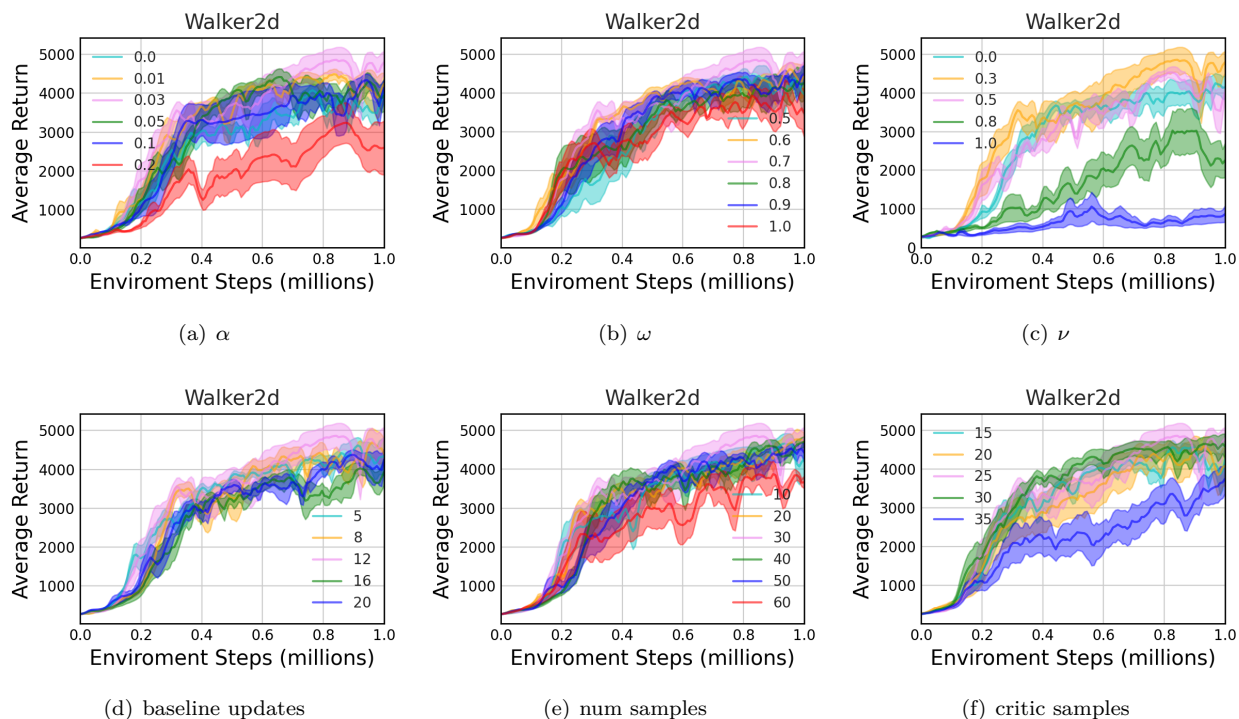 Walker2d
Average Return
5000
4000
3000
2000
1000
0.0
0.01
0.03
0.05
0.1
0.2
0.0 0.2 0.4 0.6 0.8 1.0
Enviroment Steps (millions)
(a) α
Walker2d
Average Return
5000
4000
3000
2000
1000
0.5
0.6
0.7
0.8
0.9
1.0
0.0 0.2 0.4 0.6 0.8 1.0
Enviroment Steps (millions)
(b) ω
Walker2d
Average Return
5000
4000
3000
2000
1000
0
0.0
0.3
0.5
0.8
1.0
0.0 0.2 0.4 0.6 0.8 1.0
Enviroment Steps (millions)
(c) ν
Walker2d
Average Return
5000
4000
3000
2000
1000
5
8
12
16
20
0.0 0.2 0.4 0.6 0.8 1.0
Enviroment Steps (millions)
(d) baseline updates
Walker2d
Average Return
5000
4000
3000
2000
1000
10
20
30
40
50
60
0.0 0.2 0.4 0.6 0.8 1.0
Enviroment Steps (millions)
(e) num samples
Walker2d
Average Return
5000
4000
3000
2000
1000
15
20
25
30
35
0.0 0.2 0.4 0.6 0.8 1.0
Enviroment Steps (millions)
(f) critic samples